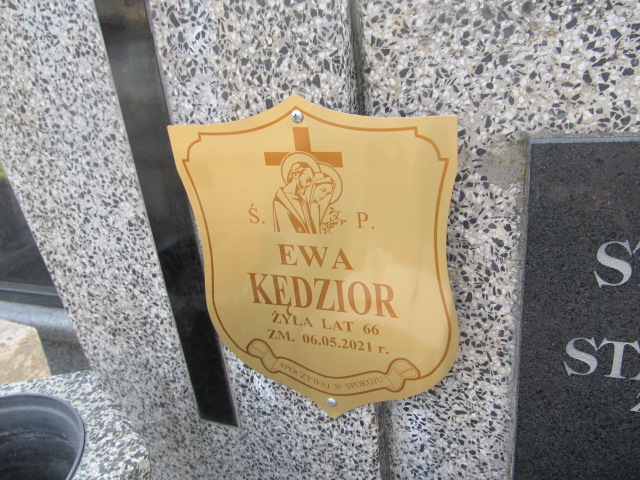 Ś. P.
EWA
KĘDZIOR
ŻYŁA LAT 66
ZM. 06.05.2021 r.
SPOCZYWAJ W SPOKOJU